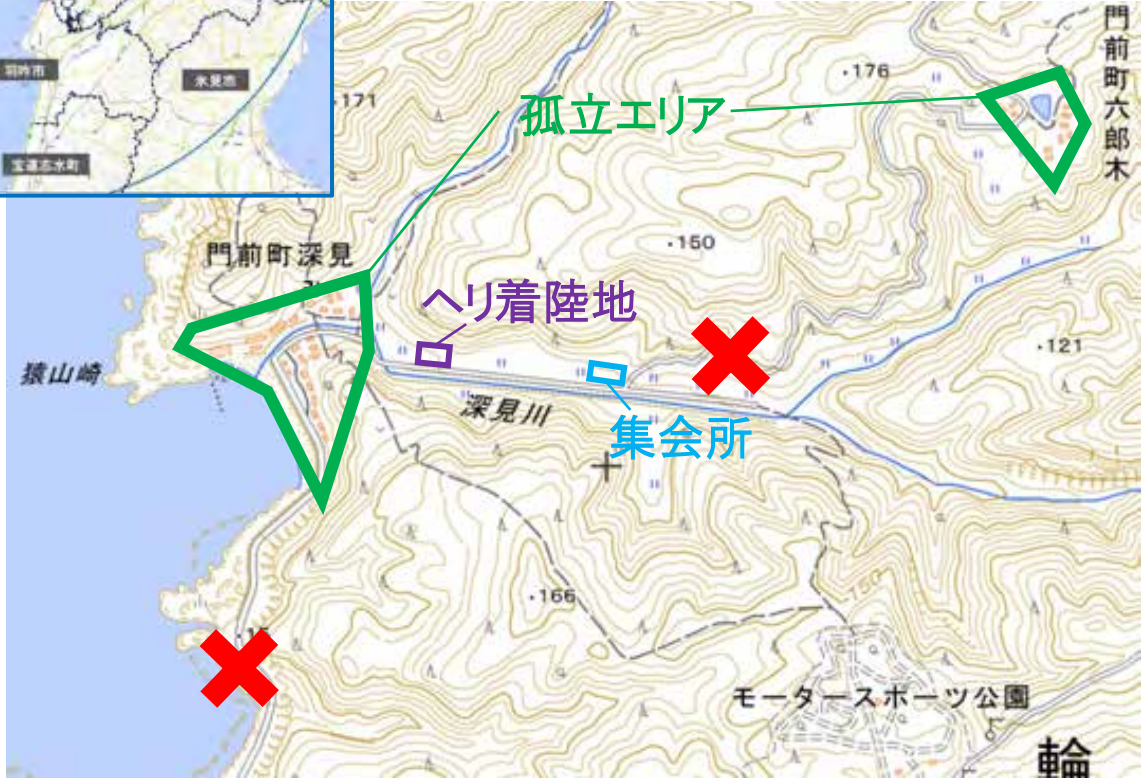 羽咋市
氷見市
宝達志水町
・171
孤立エリア
・176
門前町六郎木
・150
門前町深見
ヘリ着陸地
猿山崎
・121
深見川
集会所
150
・166
モータースポーツ公園
輪